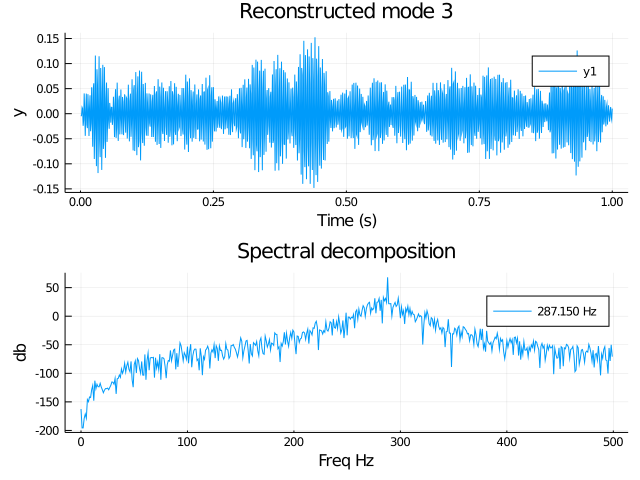 Reconstructed mode 3
0.15
0.10
0.05
0.00
-0.05
-0.10
-0.15
y
y1
0.00 0.25 0.50 0.75 1.00
Time (s)
Spectral decomposition
50
0
-50
-100
-150
-200
db
287.150 Hz
0 100 200 300 400 500
Freq Hz